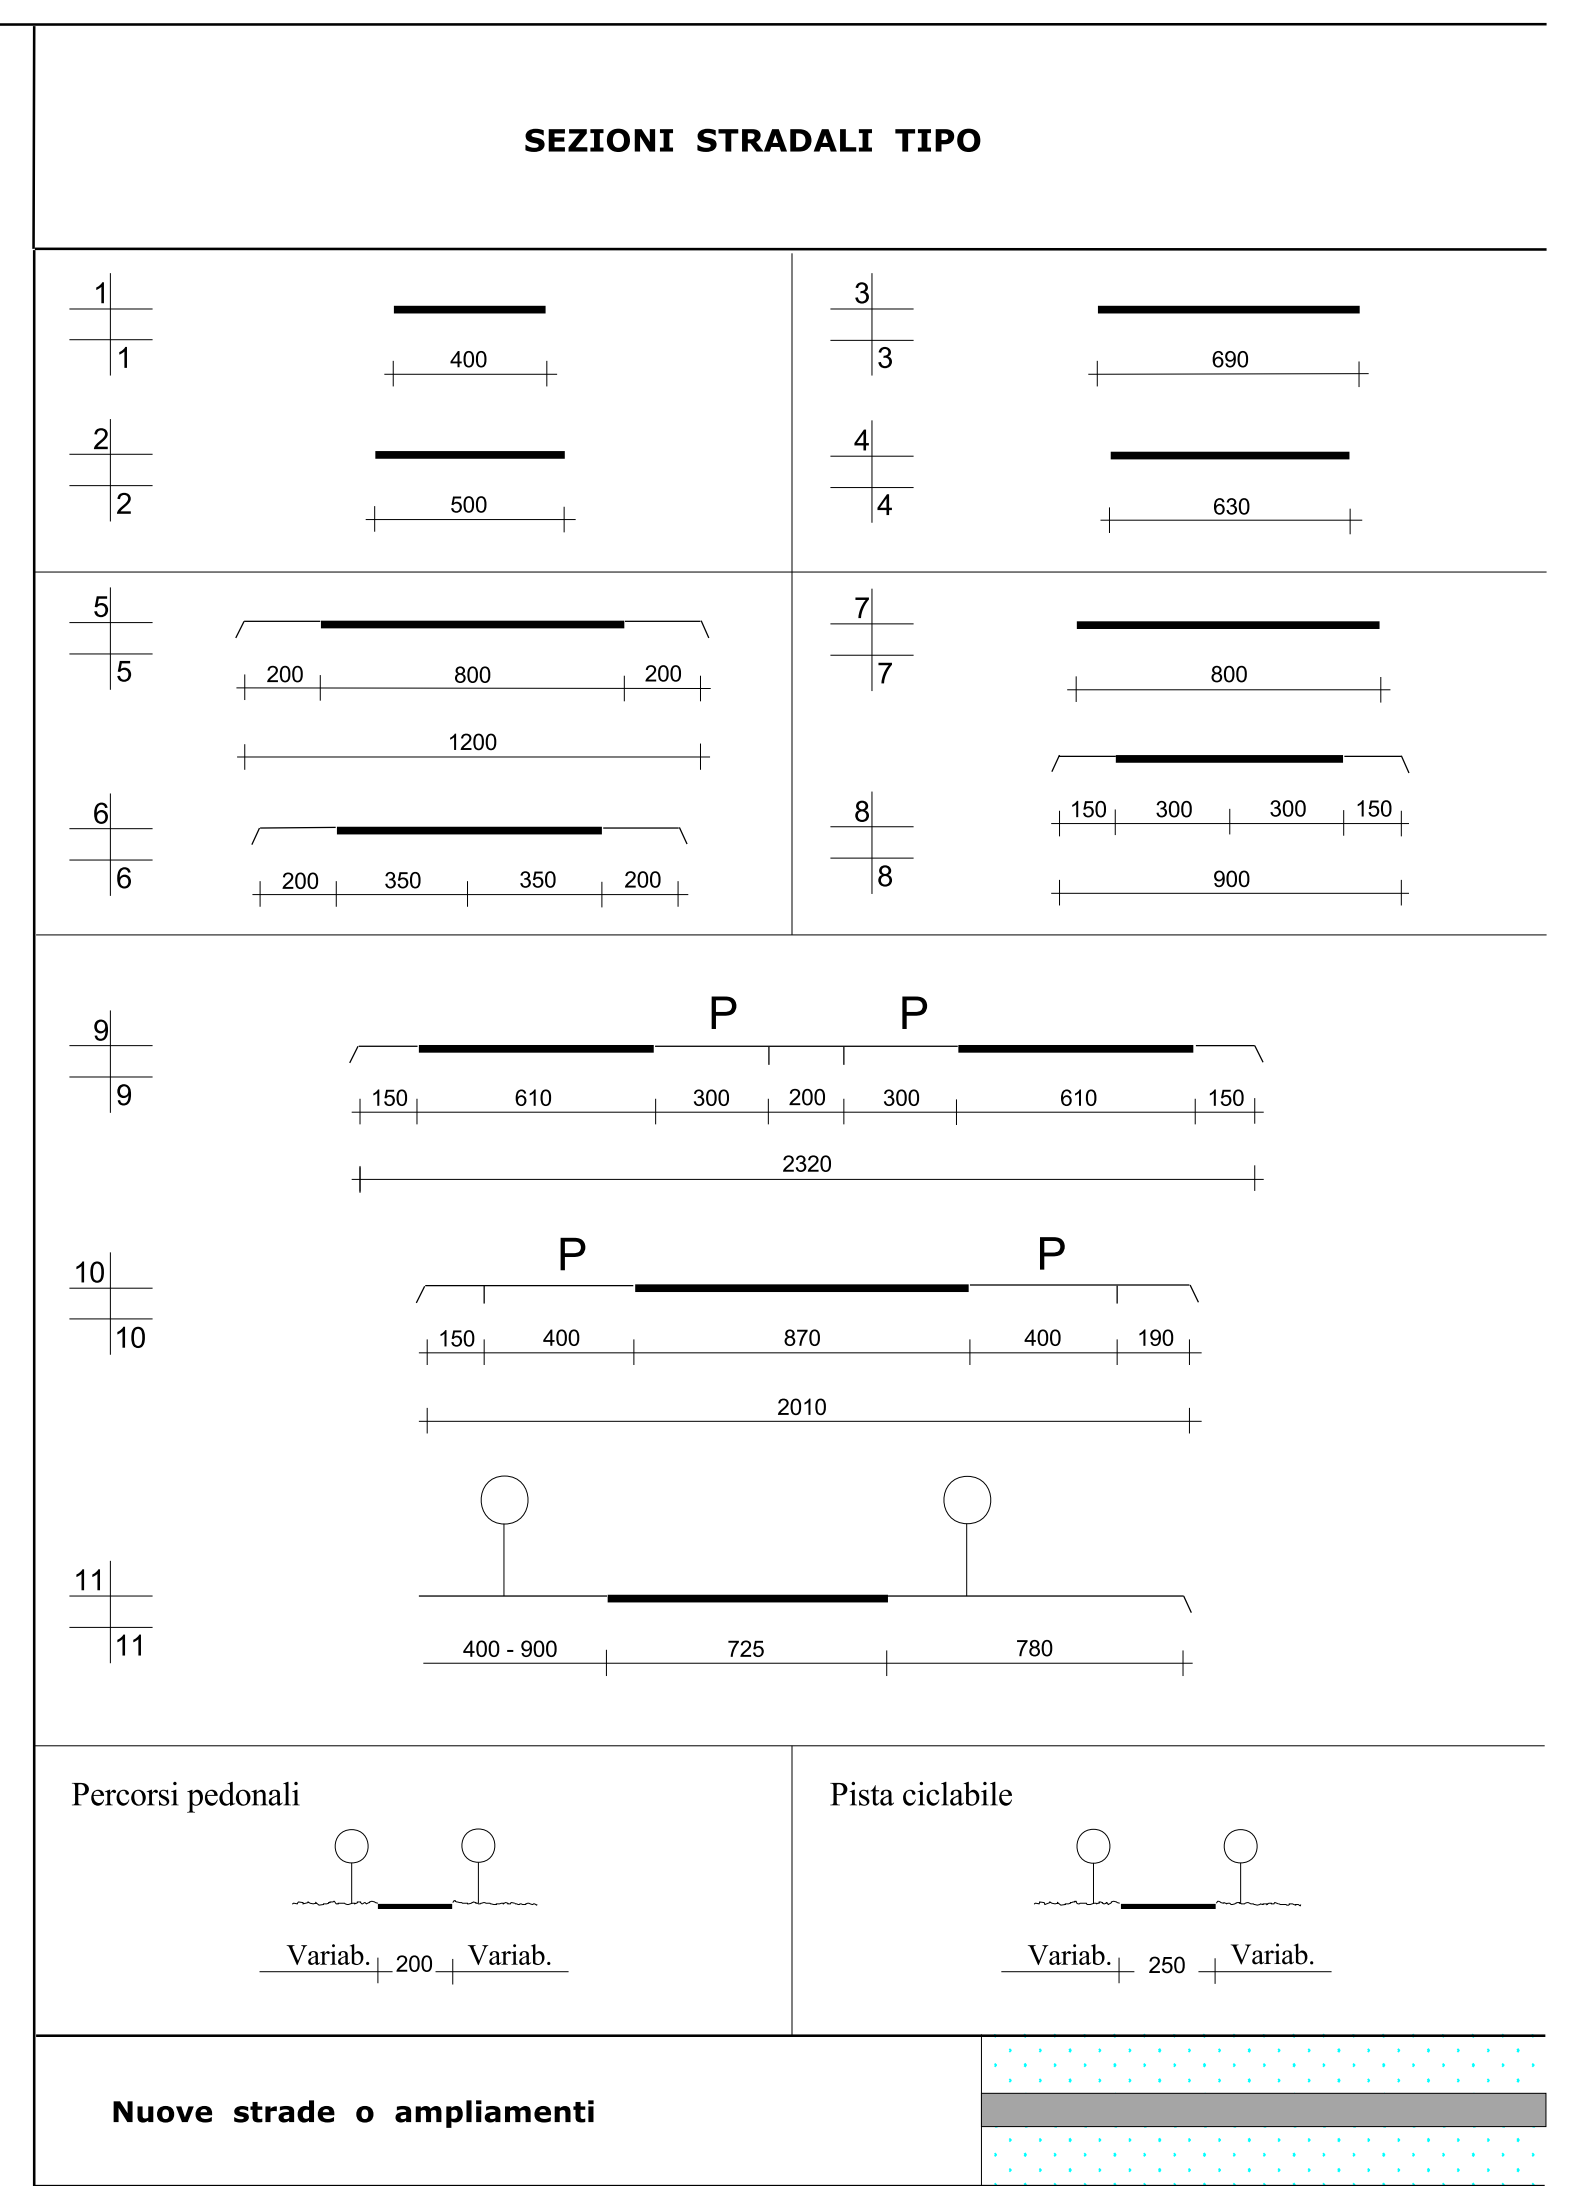 SEZIONI STRADALI TIPO
1
1
400
2
2
500
3
3
690
4
4
630
5
5
200 800 200
1200
6
6
200 350 350 200
7
7
800
8
8
150 300 300 150
900
9
9
P P
150 610 300 200 300 610 150
2320
10
10
P P
150 400 870 400 190
2010
11
11
400 - 900 725 780
Percorsi pedonali
Variab. 200 Variab.
Pista ciclabile
Variab. 250 Variab.
Nuove strade o ampliamenti